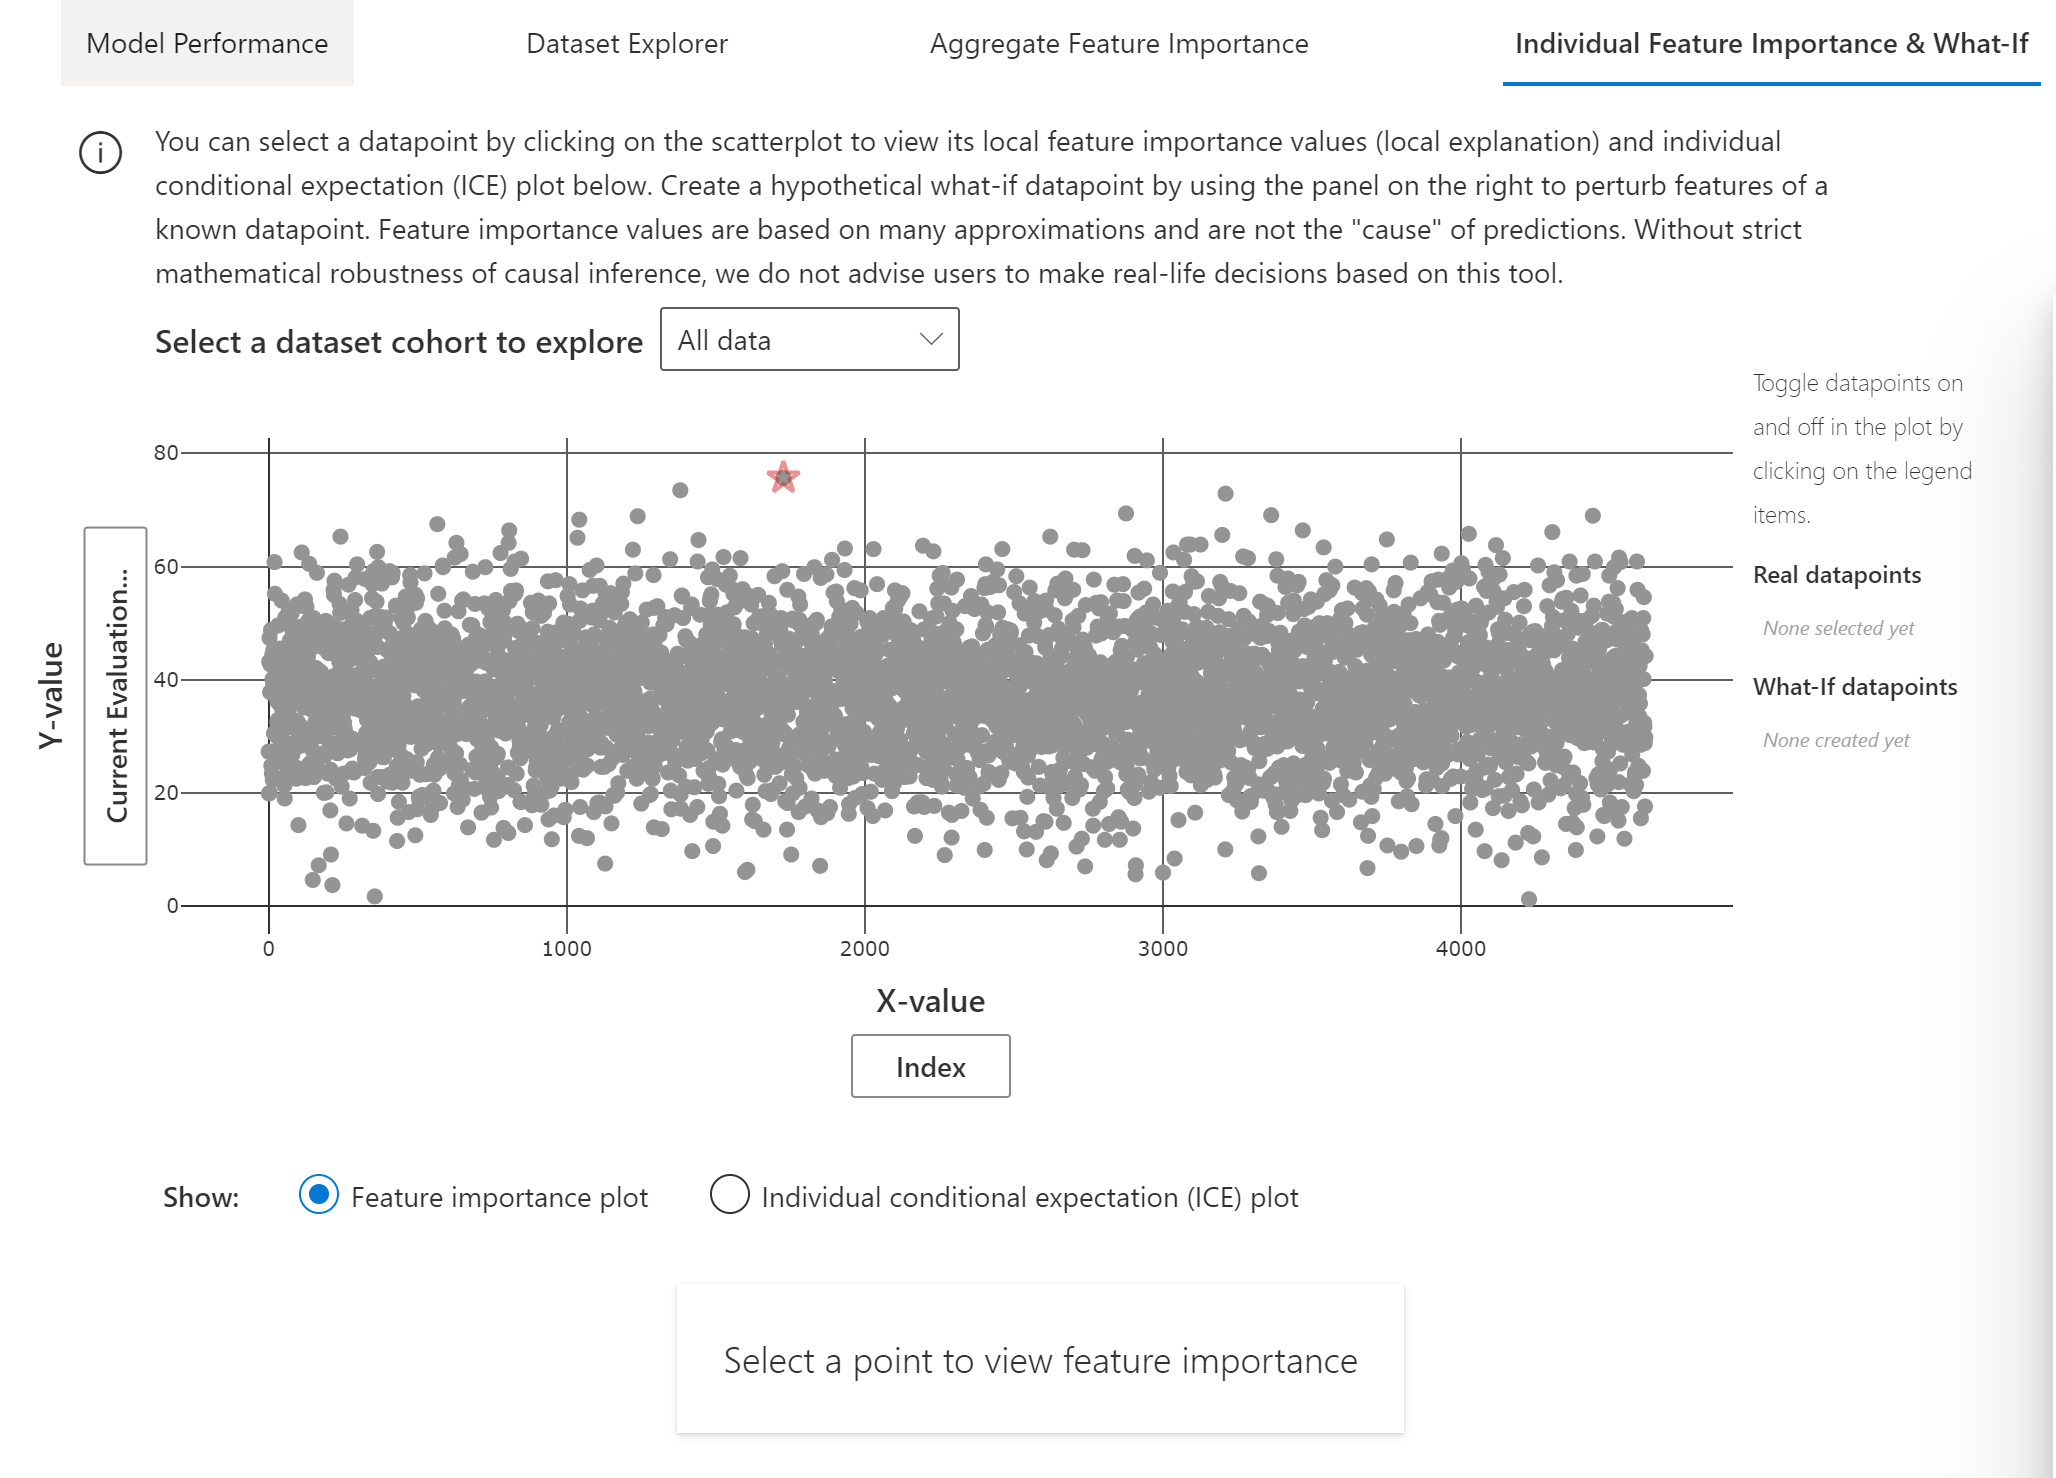 Model Performance
Dataset Explorer
Aggregate Feature Importance
Individual Feature Importance & What-If
You can select a datapoint by clicking on the scatterplot to view its local feature importance values (local explanation) and individual
conditional expectation (ICE) plot below. Create a hypothetical what-if datapoint by using the panel on the right to perturb features of a
known datapoint. Feature importance values are based on many approximations and are not the "cause" of predictions. Without strict
mathematical robustness of causal inference, we do not advise users to make real-life decisions based on this tool.
Select a dataset cohort to explore
All data
Toggle datapoints on
and off in the plot by
clicking on the legend
items.
Real datapoints
None selected yet
What-If datapoints
None created yet
Y-value
Current Evaluation...
80
60
40
20
0
0
1000
2000
3000
4000
X-value
Index
Show:
Feature importance plot
Individual conditional expectation (ICE) plot
Select a point to view feature importance